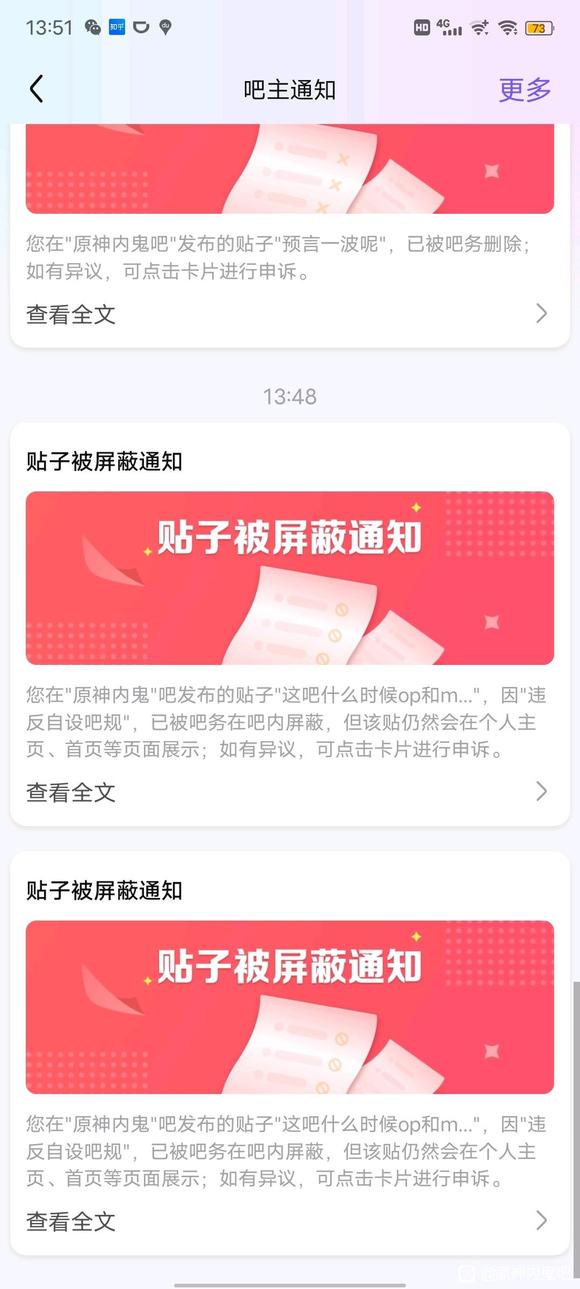 13:51 知乎 du HD 4G 73
吧主通知 更多
您在"原神内鬼吧"发布的贴子"预言一波呢"，已被吧务删除；
如有异议，可点击卡片进行申诉。
查看全文
13:48
贴子被屏蔽通知
贴子被屏蔽通知
您在"原神内鬼"吧发布的贴子"这吧什么时候op和m..."，因"违
反自设吧规"，已被吧务在吧内屏蔽，但该贴仍然会在个人主
页、首页等页面展示；如有异议，可点击卡片进行申诉。
查看全文
贴子被屏蔽通知
贴子被屏蔽通知
您在"原神内鬼"吧发布的贴子"这吧什么时候op和m..."，因"违
反自设吧规"，已被吧务在吧内屏蔽，但该贴仍然会在个人主
页、首页等页面展示；如有异议，可点击卡片进行申诉。
查看全文
@原神内鬼吧